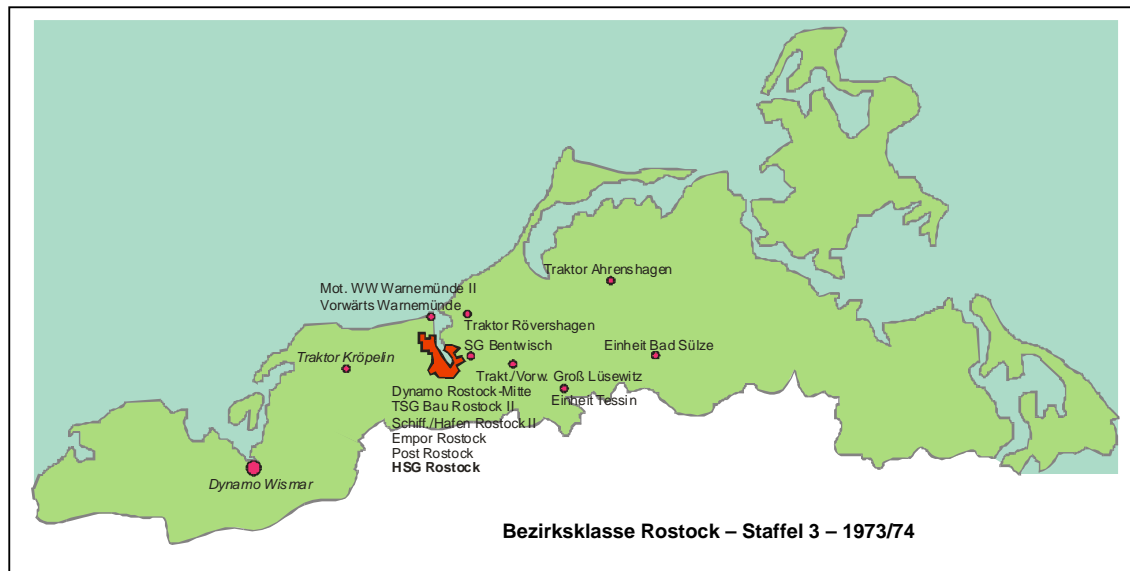 Traktor Ahrenshagen
Mot. WW Warnemünde II
Vorwärts Warnemünde
Traktor Rövershagen
SG Bentwisch
Einheit Bad Sülze
Traktor Kröpelin
Trakt./Vorw. Groß Lüsewitz
Dynamo Rostock-Mitte
Einheit Tessin
TSG Bau Rostock II
Schiff./Hafen Rostock II
Empor Rostock
Post Rostock
HSG Rostock
Dynamo Wismar
Bezirksklasse Rostock – Staffel 3 – 1973/74